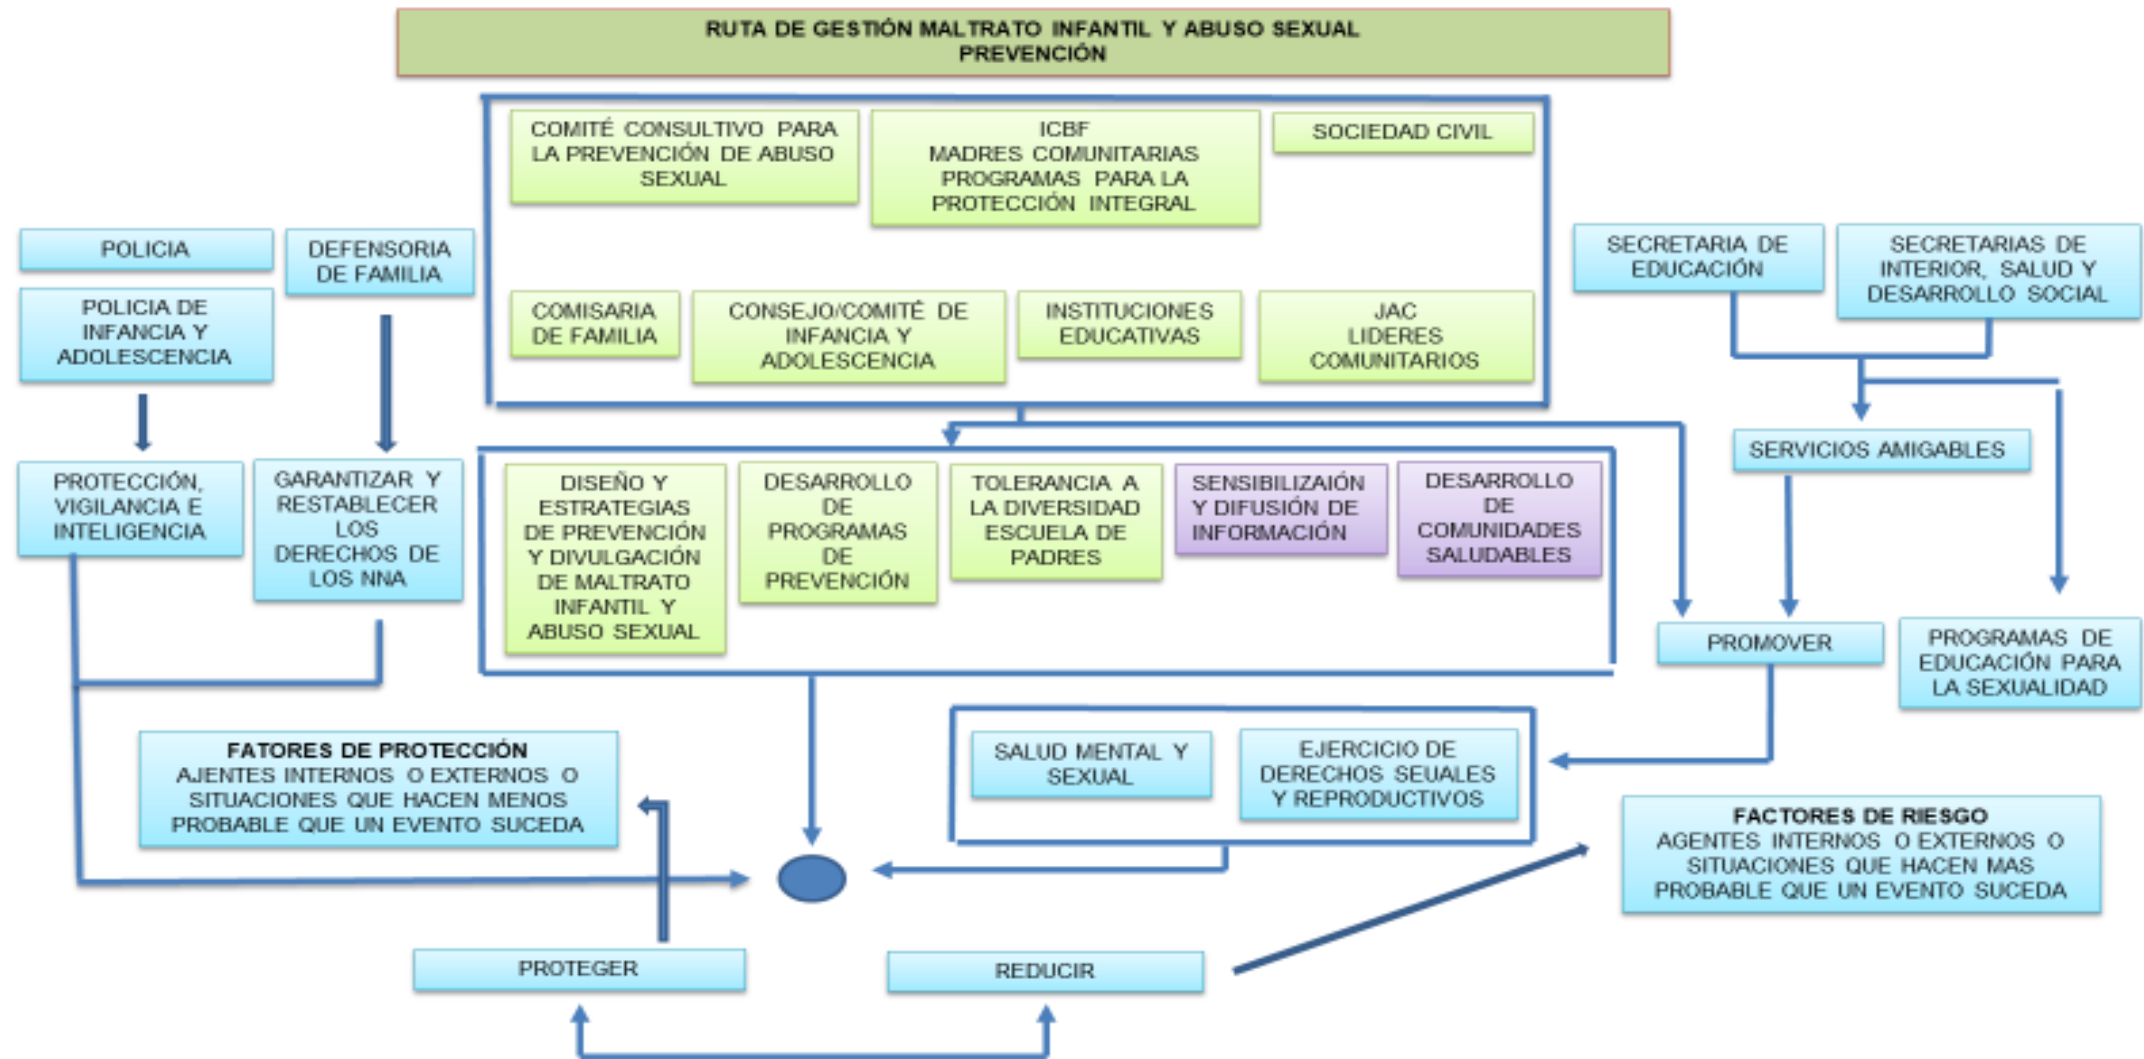 RUTA DE GESTIÓN MALTRATO INFANTIL Y ABUSO SEXUAL
PREVENCIÓN
COMITÉ CONSULTIVO PARA
LA PREVENCIÓN DE ABUSO
SEXUAL
ICBF
MADRES COMUNITARIAS
PROGRAMAS PARA LA
PROTECCIÓN INTEGRAL
SOCIEDAD CIVIL
POLICIA
DEFENSORIA
DE FAMILIA
SECRETARIA DE
EDUCACIÓN
SECRETARIAS DE
INTERIOR, SALUD Y
DESARROLLO SOCIAL
POLICIA DE
INFANCIA Y
ADOLESCENCIA
COMISARIA
DE FAMILIA
CONSEJO/COMITÉ DE
INFANCIA Y
ADOLESCENCIA
INSTITUCIONES
EDUCATIVAS
JAC
LIDERES
COMUNITARIOS
SERVICIOS AMIGABLES
PROTECCIÓN,
VIGILANCIA E
INTELIGENCIA
GARANTIZAR Y
RESTABLECER
LOS
DERECHOS DE
LOS NNA
DISEÑO Y
ESTRATEGIAS
DE PREVENCIÓN
Y DIVULGACIÓN
DE MALTRATO
INFANTIL Y
ABUSO SEXUAL
DESARROLLO
DE
PROGRAMAS
DE
PREVENCIÓN
TOLERANCIA A
LA DIVERSIDAD
ESCUELA DE
PADRES
SENSIBILIZAIÓN
Y DIFUSIÓN DE
INFORMACIÓN
DESARROLLO
DE
COMUNIDADES
SALUDABLES
PROMOVER
PROGRAMAS DE
EDUCACIÓN PARA
LA SEXUALIDAD
FATORES DE PROTECCIÓN
AJENTES INTERNOS O EXTERNOS O
SITUACIONES QUE HACEN MENOS
PROBABLE QUE UN EVENTO SUCEDA
SALUD MENTAL Y
SEXUAL
EJERCICIO DE
DERECHOS SEUALES
Y REPRODUCTIVOS
FACTORES DE RIESGO
AGENTES INTERNOS O EXTERNOS O
SITUACIONES QUE HACEN MAS
PROBABLE QUE UN EVENTO SUCEDA
PROTEGER
REDUCIR